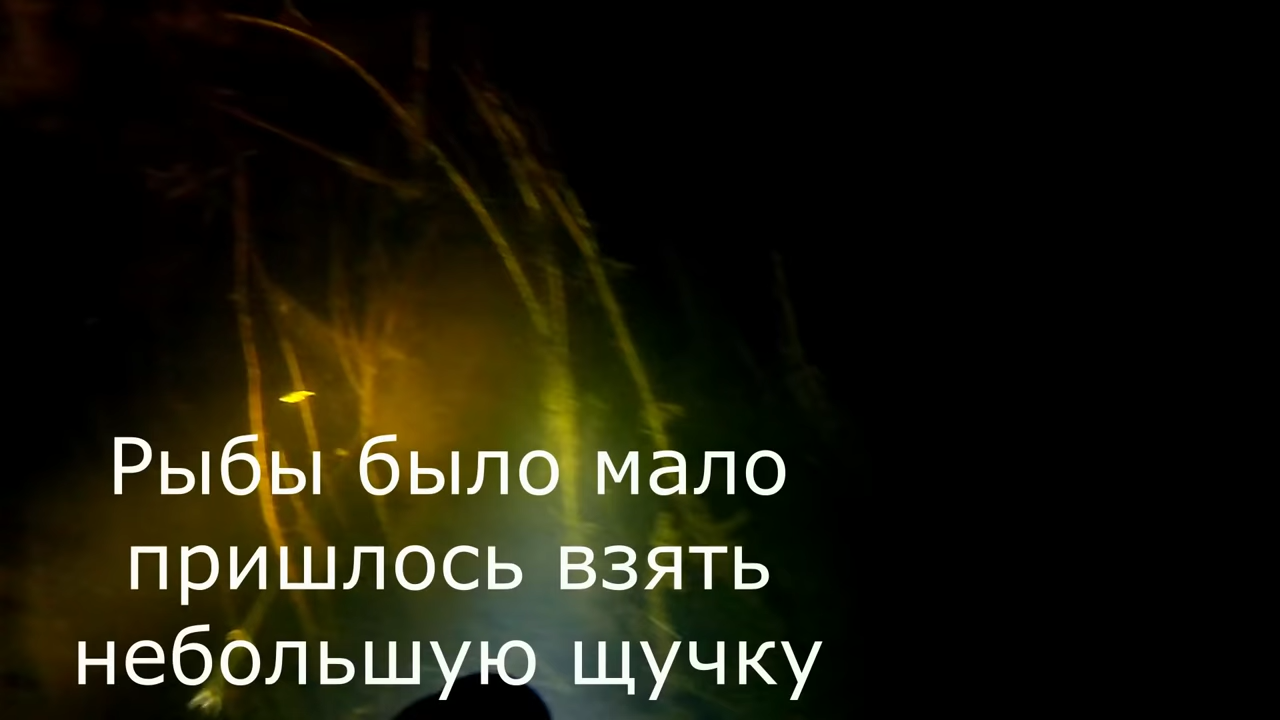 Рыбы было мало
пришлось взять
небольшую щучку